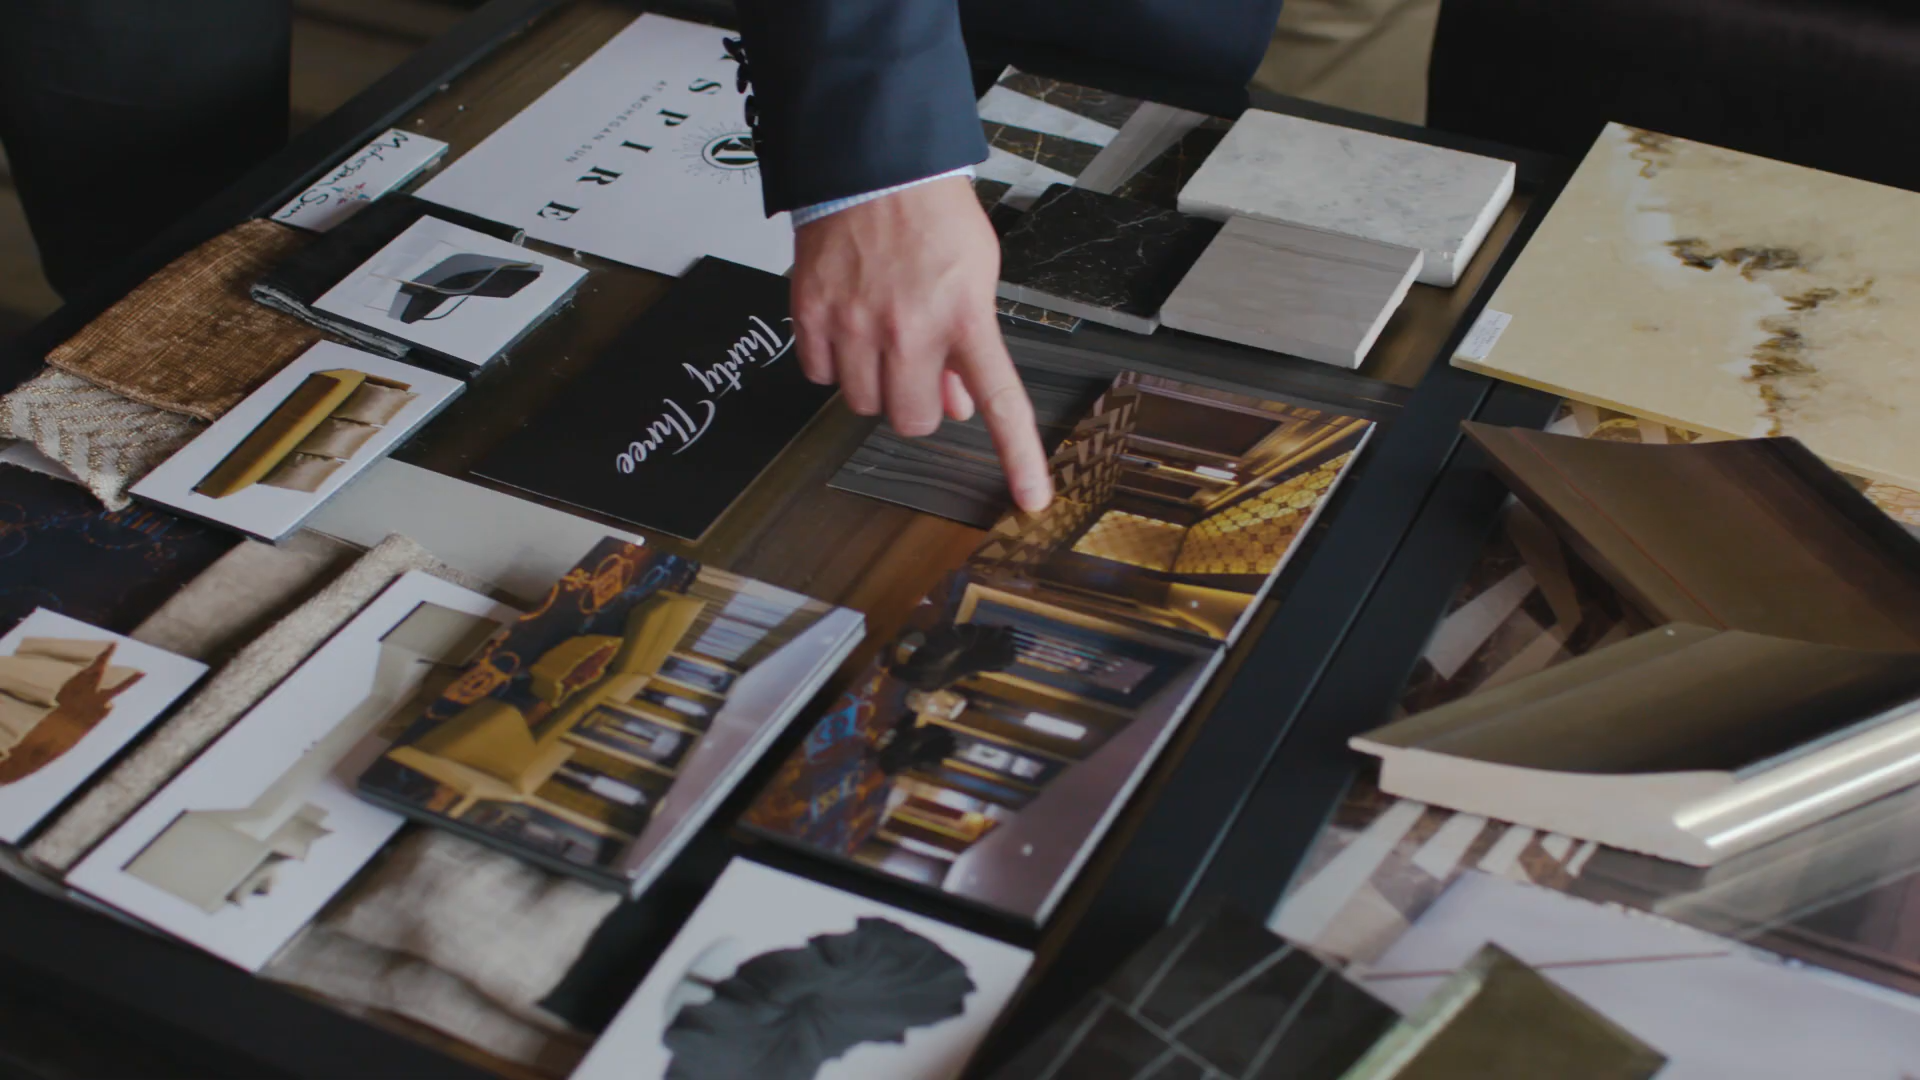 Mohegan Sun
SPIRE
AT MOHEGAN SUN
A
Thirty Three